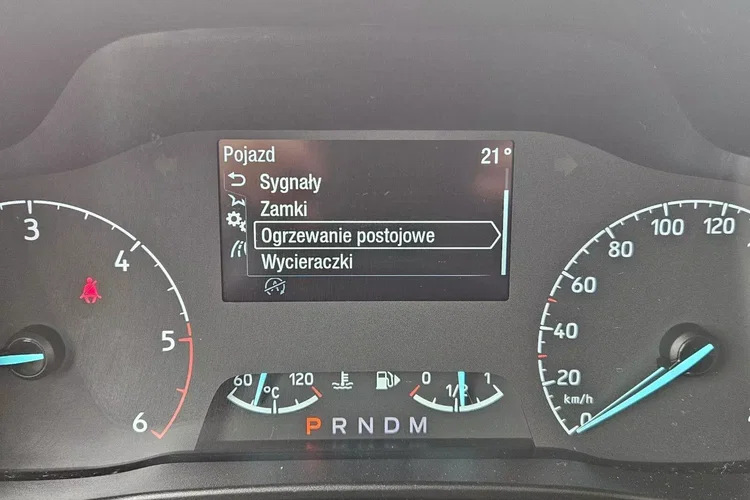 Pojazd 21°
Sygnały
Zamki
Ogrzewanie postojowe
Wycieraczki
3
4
5
6
60 120
°C
0 1/2 1
P R N D M
0
20
40
60
80
100
120
km/h